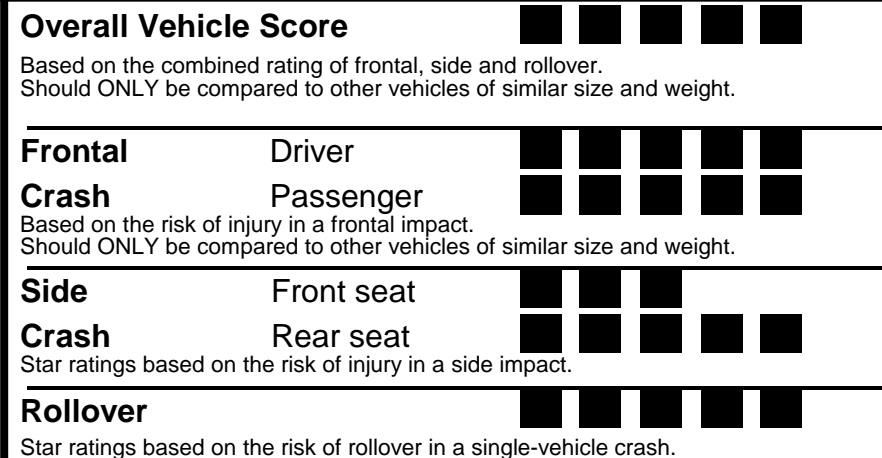 Overall Vehicle Score
Based on the combined rating of frontal, side and rollover.
Should ONLY be compared to other vehicles of similar size and weight.
Frontal Driver
Crash Passenger
Based on the risk of injury in a frontal impact.
Should ONLY be compared to other vehicles of similar size and weight.
Side Front seat
Crash Rear seat
Star ratings based on the risk of injury in a side impact.
Rollover
Star ratings based on the risk of rollover in a single-vehicle crash.